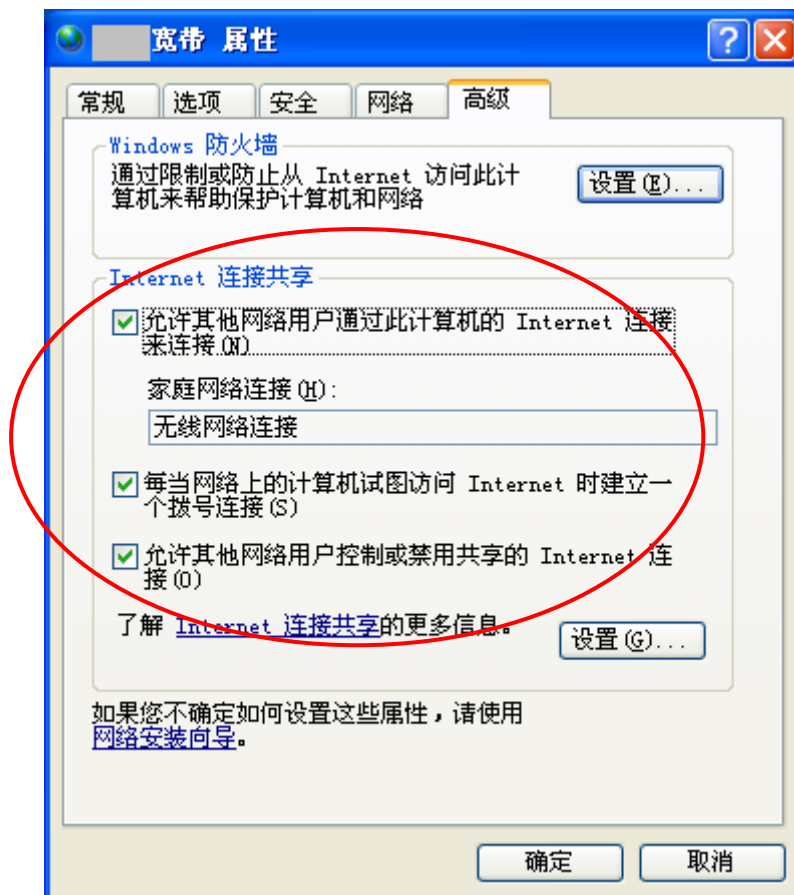 宽带 属性
常规 选项 安全 网络 高级
Windows 防火墙
通过限制或防止从 Internet 访问此计
算机来帮助保护计算机和网络
设置(E)...
Internet 连接共享
允许其他网络用户通过此计算机的 Internet 连接
来连接(N)
家庭网络连接(H):
无线网络连接
每当网络上的计算机试图访问 Internet 时建立一
个拨号连接(S)
允许其他网络用户控制或禁用共享的 Internet 连
接(O)
了解 Internet 连接共享的更多信息。
设置(G)...
如果您不确定如何设置这些属性，请使用
网络安装向导。
确定 取消